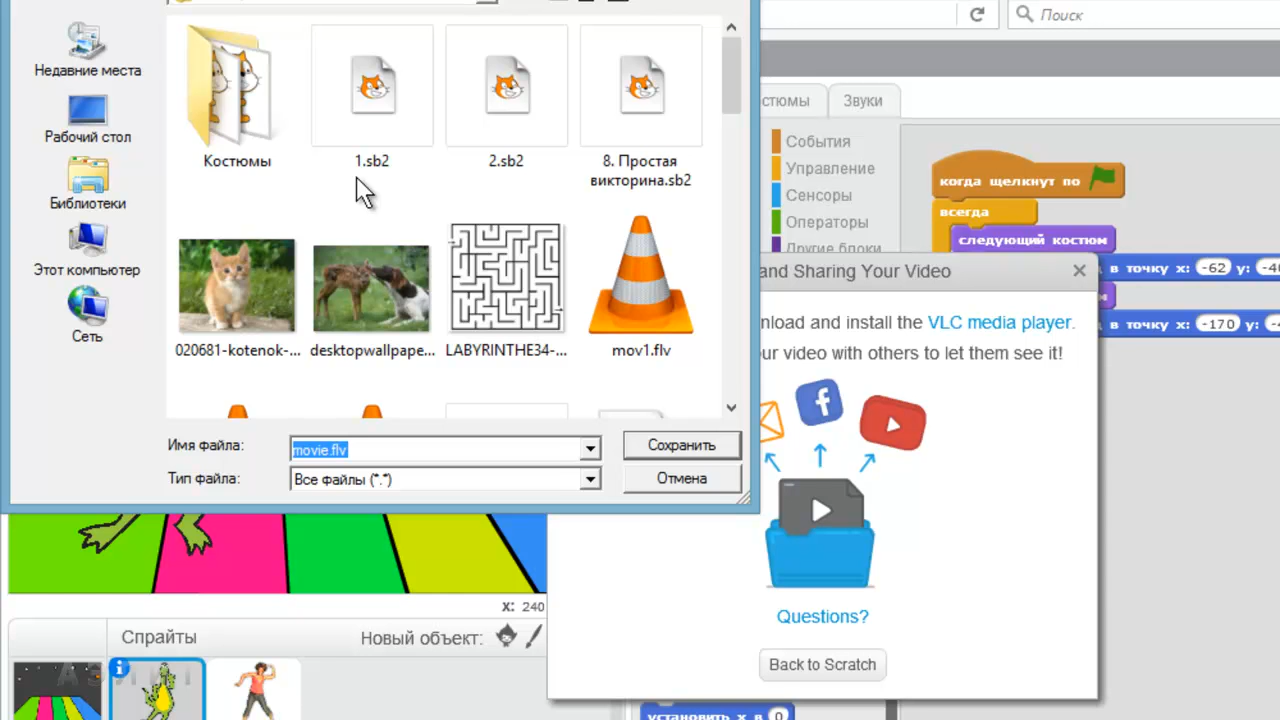 Недавние места
Рабочий стол
Библиотеки
Этот компьютер
Сеть
Костюмы
1.sb2
2.sb2
8. Простая
викторина.sb2
020681-kotenok-...
desktopwallpape...
LABYRINTHE34-...
mov1.flv
Имя файла:
movie.flv
Сохранить
Тип файла:
Все файлы (*.*)
Отмена
Поиск
стюмы
Звуки
События
Управление
Сенсоры
Операторы
Другие блоки
когда щелкнут по
всегда
следующий костюм
в точку x: -62 y: -4
в точку x: -170 y:
and Sharing Your Video
nload and install the VLC media player.
ur video with others to let them see it!
Questions?
Back to Scratch
x: 240
Спрайты
Новый объект:
установить x в 0